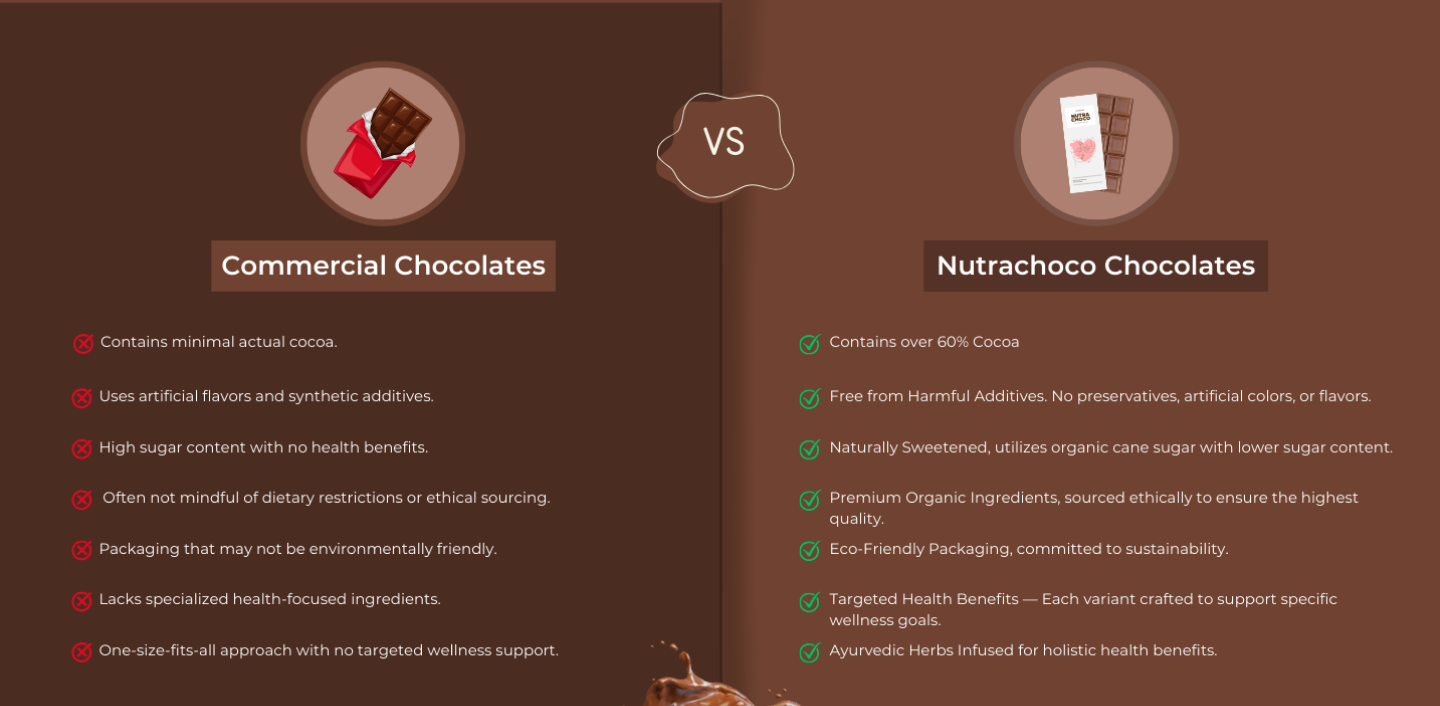 VS
Commercial Chocolates
Contains minimal actual cocoa.
Uses artificial flavors and synthetic additives.
High sugar content with no health benefits.
Often not mindful of dietary restrictions or ethical sourcing.
Packaging that may not be environmentally friendly.
Lacks specialized health-focused ingredients.
One-size-fits-all approach with no targeted wellness support.
NUTRA
CHOCO
Nutrachoco Chocolates
Contains over 60% Cocoa
Free from Harmful Additives. No preservatives, artificial colors, or flavors.
Naturally Sweetened, utilizes organic cane sugar with lower sugar content.
Premium Organic Ingredients, sourced ethically to ensure the highest
quality.
Eco-Friendly Packaging, committed to sustainability.
Targeted Health Benefits — Each variant crafted to support specific
wellness goals.
Ayurvedic Herbs Infused for holistic health benefits.